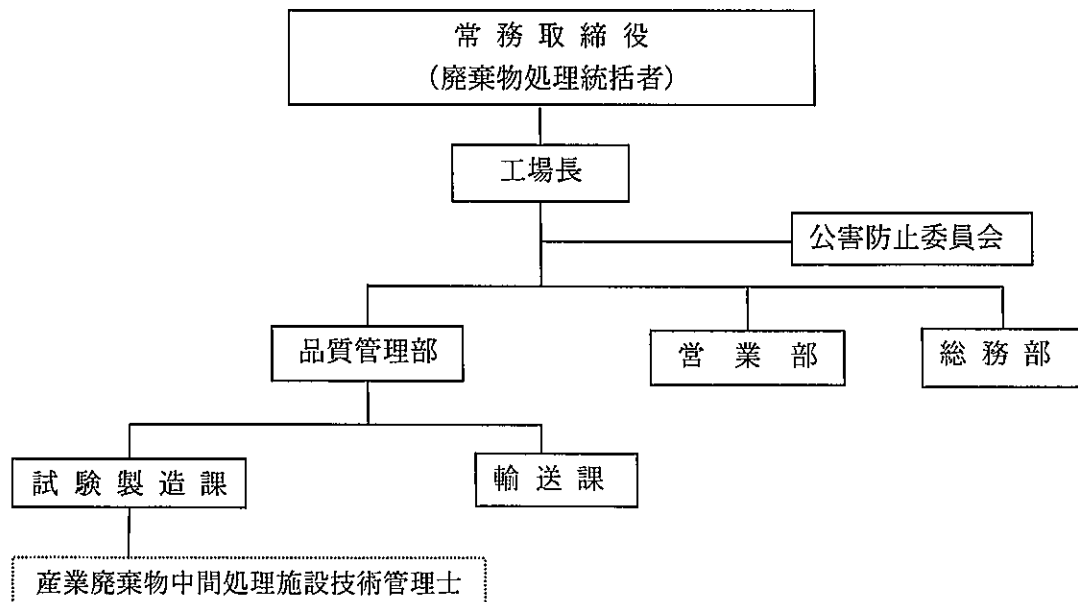 常務取締役
(廃棄物処理統括者)
工場長
公害防止委員会
品質管理部
営業部
総務部
試験製造課
輸送課
産業廃棄物中間処理施設技術管理士